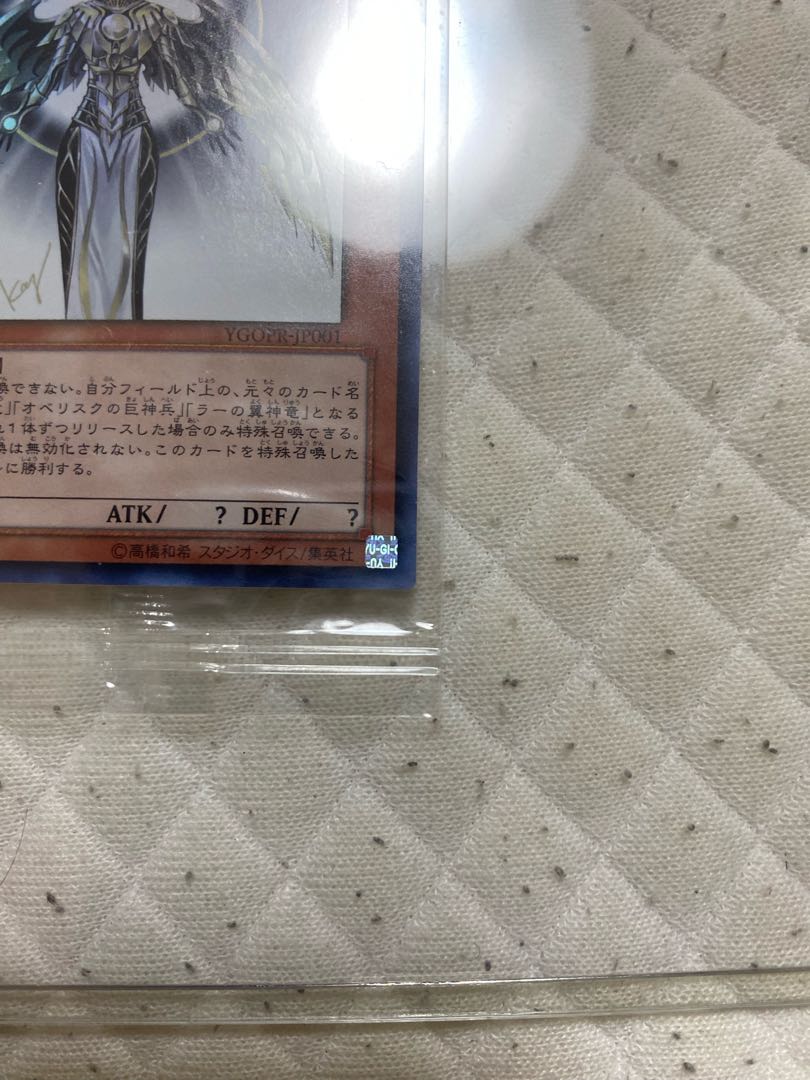 YGOPR-JP001
喚できない。自分フィールド上の、元々のカード名
「オベリスクの巨神兵」「ラーの翼神竜」となる
れ1体ずつリリースした場合のみ特殊召喚できる。
喚は無効化されない。このカードを特殊召喚した
に勝利する。
ATK/ ? DEF/ ?
©高橋和希 スタジオ・ダイス/集英社
YU-GI-O